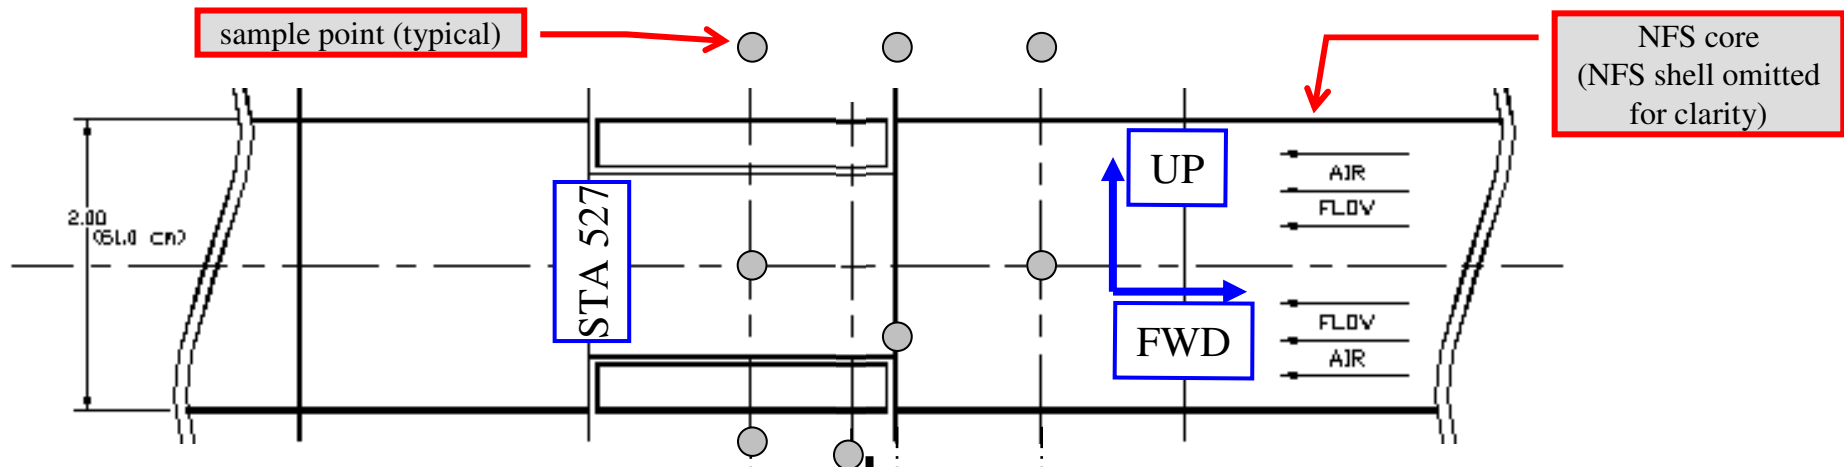 sample point (typical)
NFS core
(NFS shell omitted
for clarity)
UP
AIR
FLOW
2.00
(61.0 cm)
STA 527
FWD
FLOW
AIR